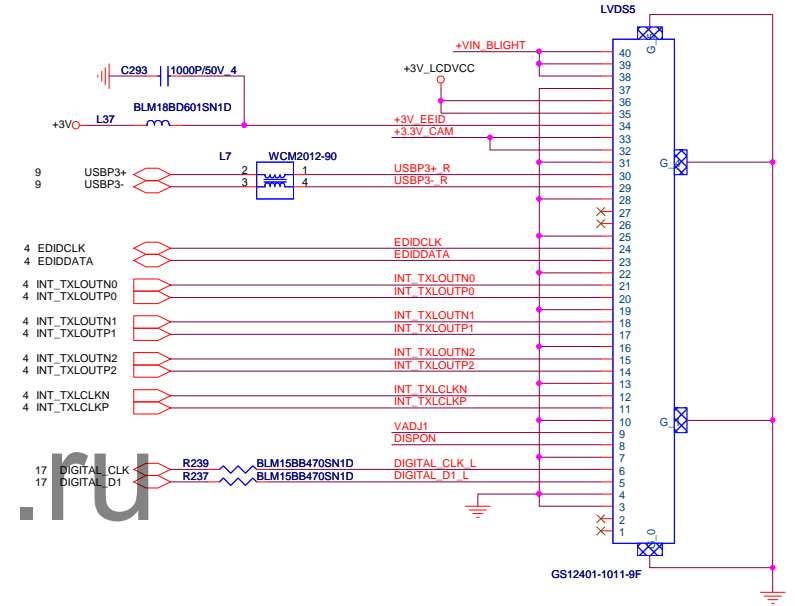 LVDS5
+VIN_BLIGHT
40
39
38
37
36
35
34
33
32
31
30
29
28
27
26
25
24
23
22
21
20
19
18
17
16
15
14
13
12
11
10
9
8
7
6
5
4
3
2
1
C293 1000P/50V_4
+3V_LCDVCC
BLM18BD601SN1D
+3V L37
+3V_EEID
+3.3V_CAM
L7 WCM2012-90
9 USBP3+ 2 1 USBP3+_R
9 USBP3- 3 4 USBP3-_R
4 EDIDCLK EDIDCLK
4 EDIDDATA EDIDDATA
4 INT_TXLOUTN0 INT_TXLOUTN0
4 INT_TXLOUTP0 INT_TXLOUTP0
4 INT_TXLOUTN1 INT_TXLOUTN1
4 INT_TXLOUTP1 INT_TXLOUTP1
4 INT_TXLOUTN2 INT_TXLOUTN2
4 INT_TXLOUTP2 INT_TXLOUTP2
4 INT_TXLCLKN INT_TXLCLKN
4 INT_TXLCLKP INT_TXLCLKP
VADJ1
DISPON
17 DIGITAL_CLK R239 BLM15BB470SN1D DIGITAL_CLK_L
17 DIGITAL_D1 R237 BLM15BB470SN1D DIGITAL_D1_L
.ru
G_0
GS12401-1011-9F